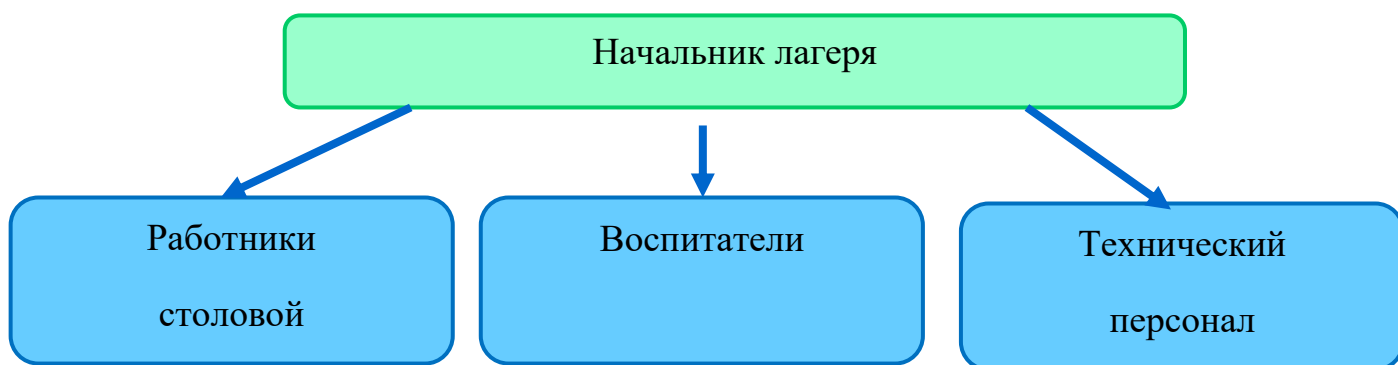 Начальник лагеря
Работники
столовой
Воспитатели
Технический
персонал